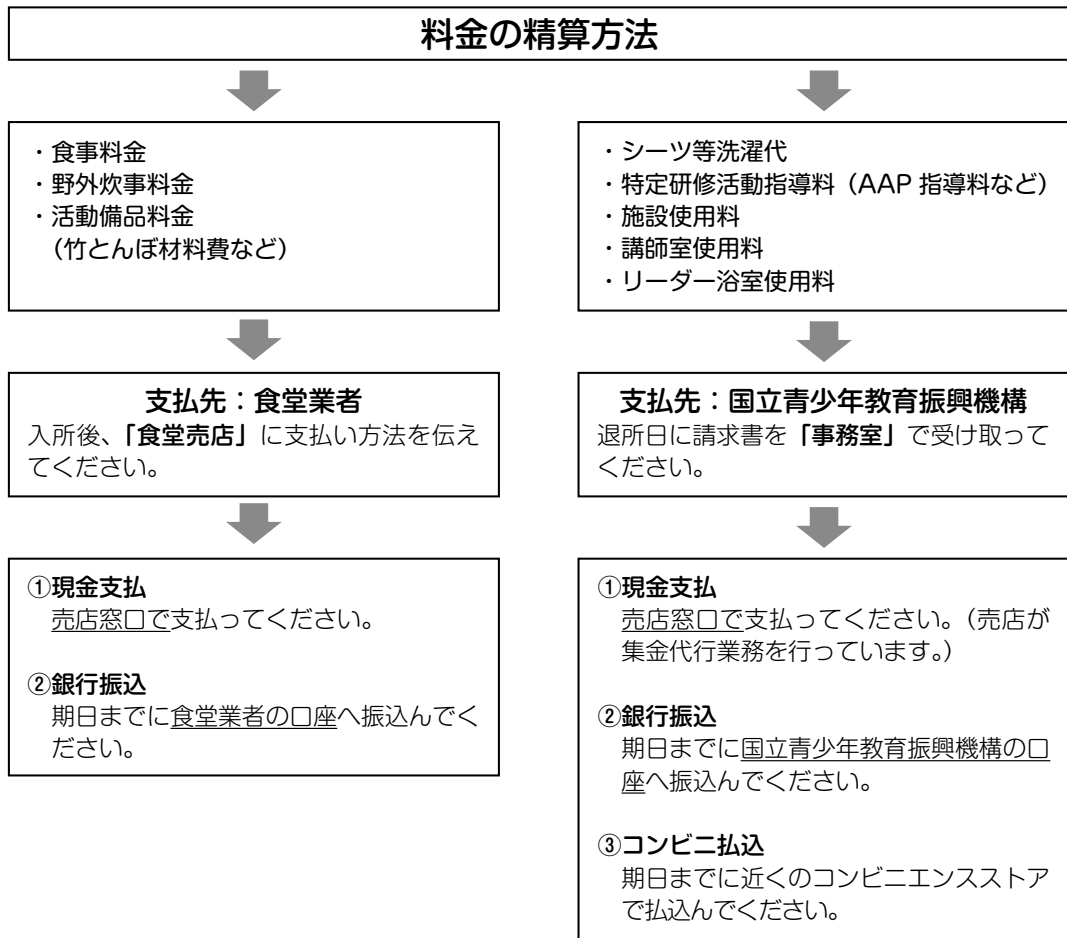 料金の精算方法
・食事料金
・野外炊事料金
・活動備品料金
（竹とんぼ材料費など）
支払先：食堂業者
入所後、「食堂売店」に支払い方法を伝え
てください。
①現金支払
売店窓口で支払ってください。
②銀行振込
期日までに食堂業者の口座へ振込んでく
ださい。
・シーツ等洗濯代
・特定研修活動指導料（AAP 指導料など）
・施設使用料
・講師室使用料
・リーダー浴室使用料
支払先：国立青少年教育振興機構
退所日に請求書を「事務室」で受け取って
ください。
①現金支払
売店窓口で支払ってください。（売店が
集金代行業務を行っています。）
②銀行振込
期日までに国立青少年教育振興機構の口
座へ振込んでください。
③コンビニ払込
期日までに近くのコンビニエンスストア
で払込んでください。